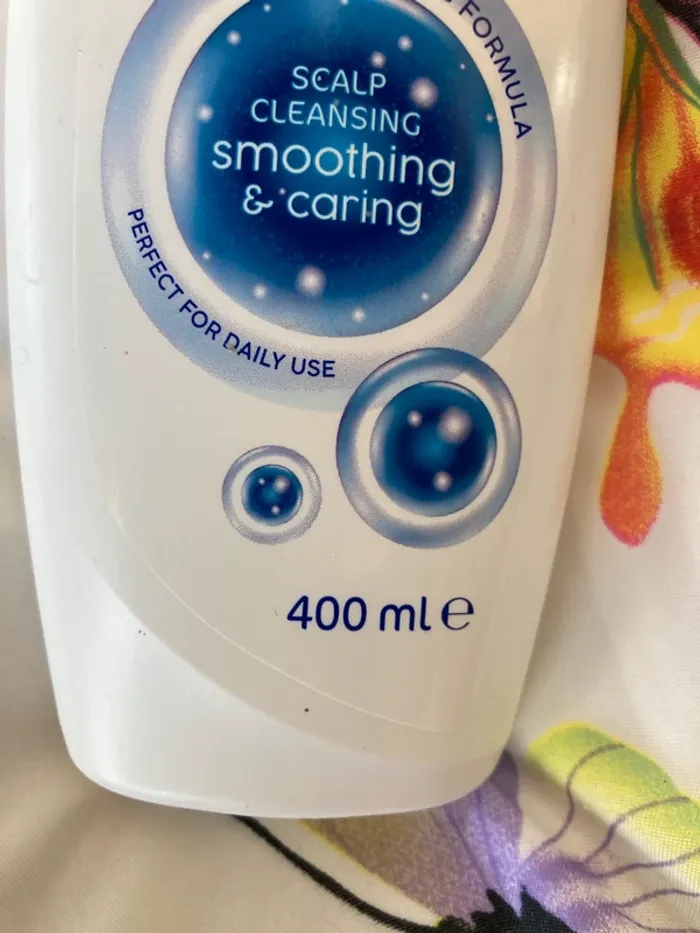 FORMULA
SCALP
CLEANSING
smoothing
& caring
PERFECT FOR DAILY USE
400 ml e